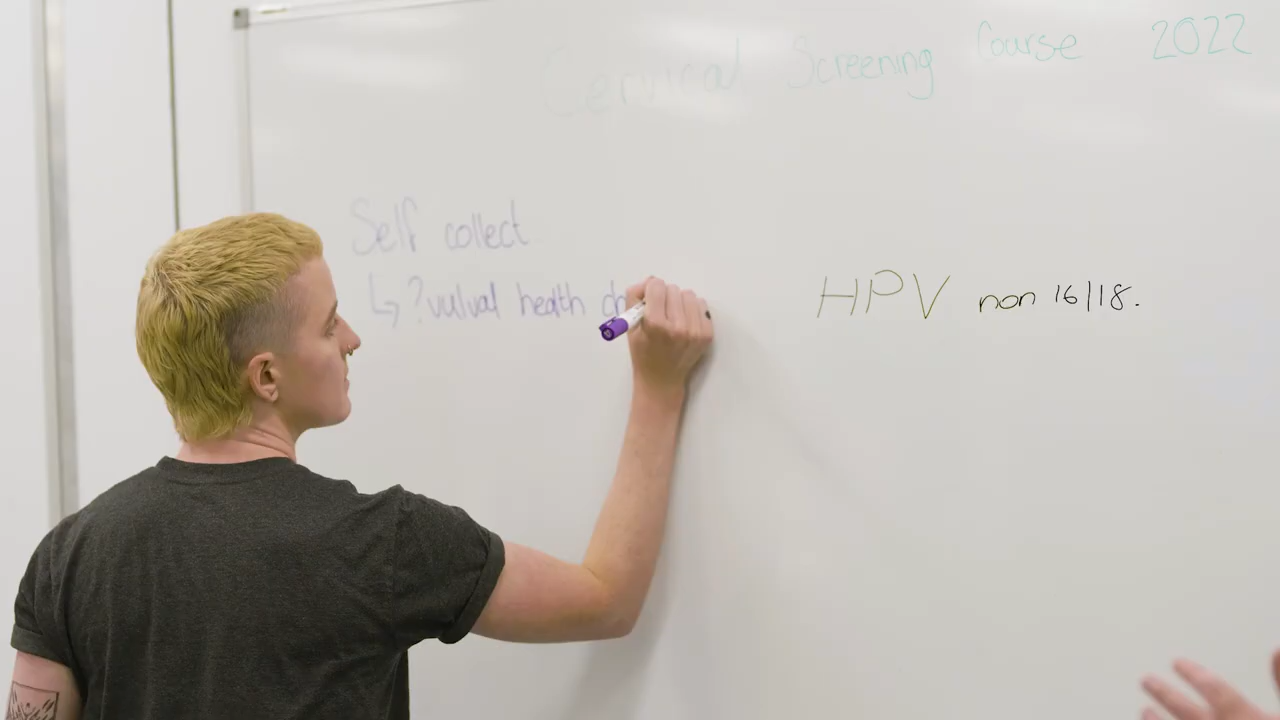 Cervical Screening Course 2022
Self collect
↳ ?vulval health
HPV non 16/18.